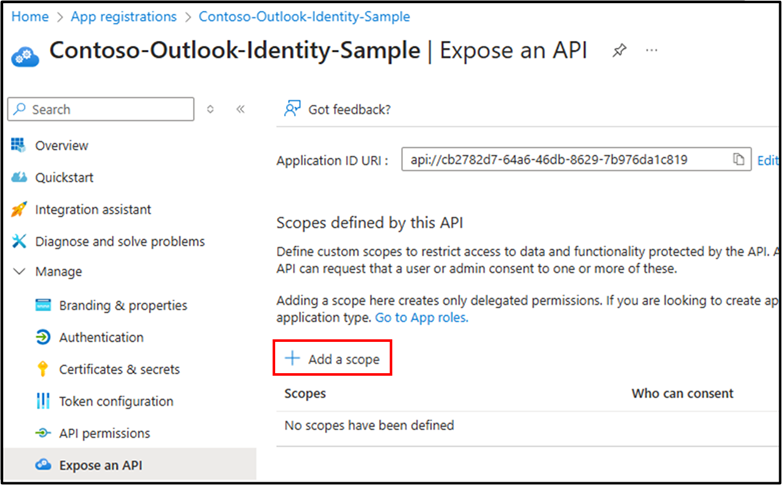 Home > App registrations > Contoso-Outlook-Identity-Sample
Contoso-Outlook-Identity-Sample | Expose an API
Search
Got feedback?
Overview
Application ID URI : api://cb2782d7-64a6-46db-8629-7b976da1c819 Edit
Quickstart
Integration assistant
Scopes defined by this API
Diagnose and solve problems
Define custom scopes to restrict access to data and functionality protected by the API. A
API can request that a user or admin consent to one or more of these.
Manage
Branding & properties
Adding a scope here creates only delegated permissions. If you are looking to create ap
application type. Go to App roles.
Authentication
Add a scope
Certificates & secrets
Scopes Who can consent
Token configuration
No scopes have been defined
API permissions
Expose an API